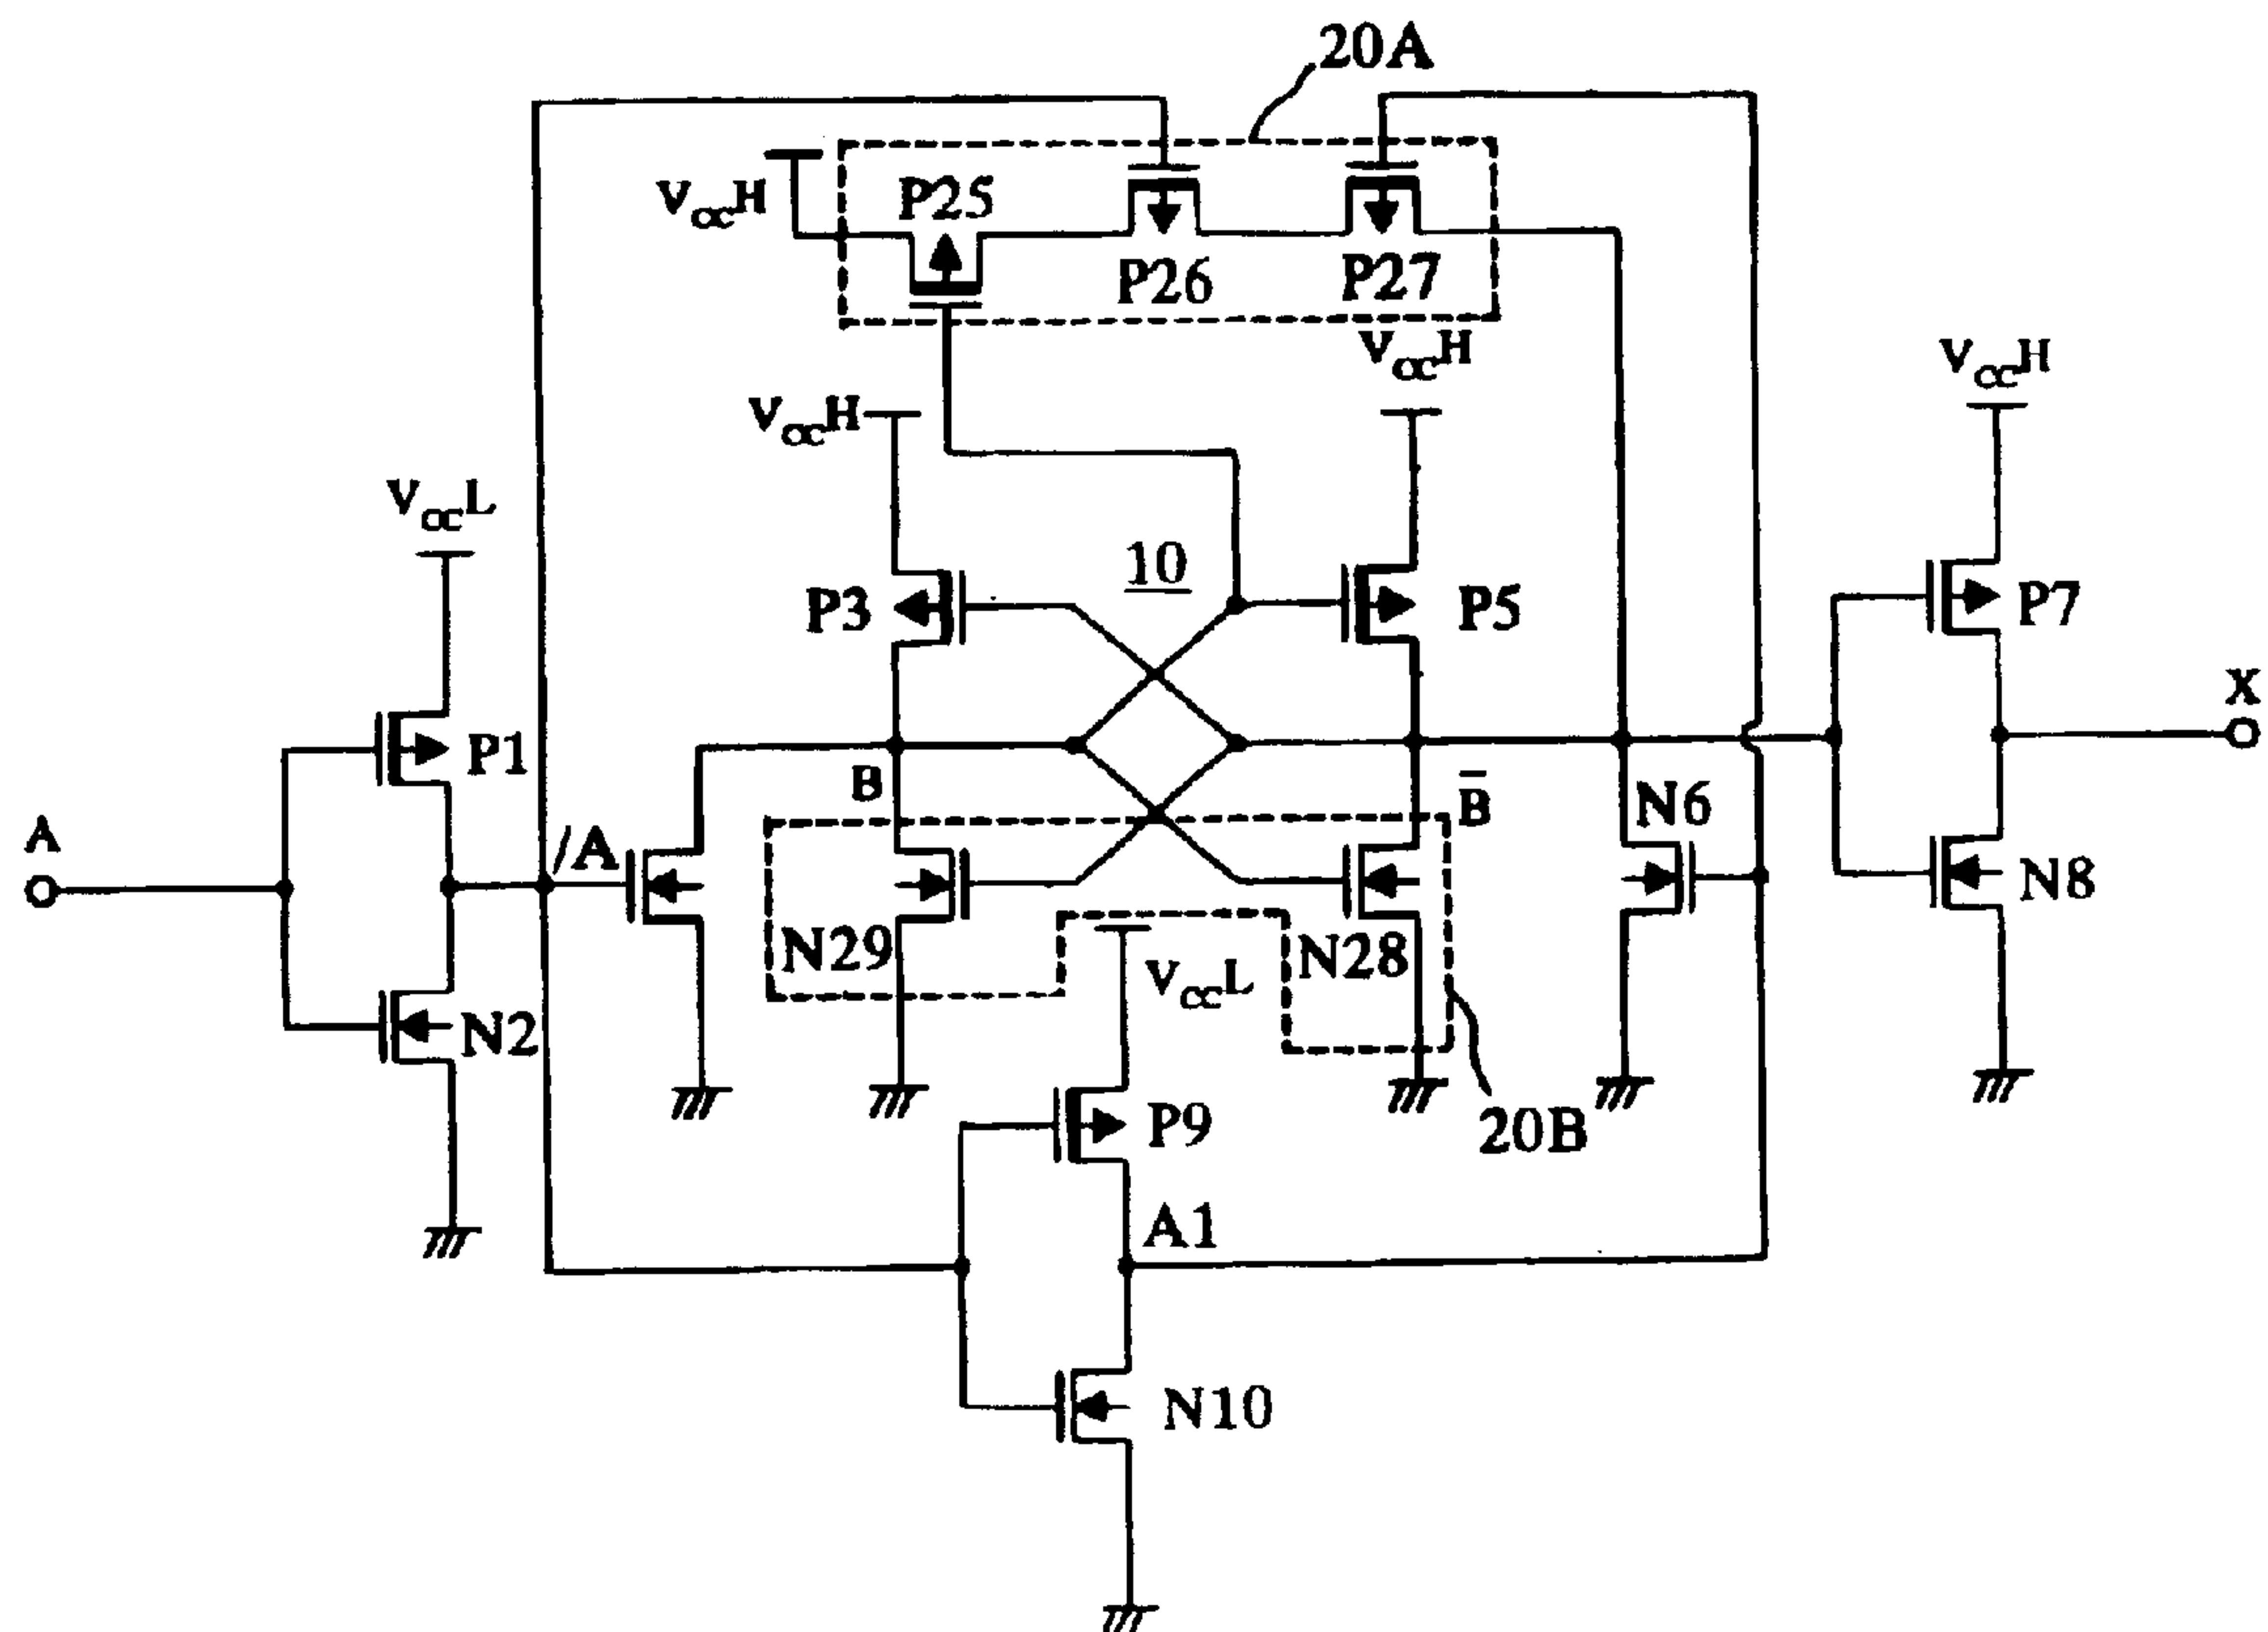 20A
VccH
P25
P26
P27
VccH
VccH
VccH
VccL
10
P3
P5
P7
X
P1
B
B̅
N6
A
/A
N29
N28
N8
VccL
N2
P9
20B
A1
N10